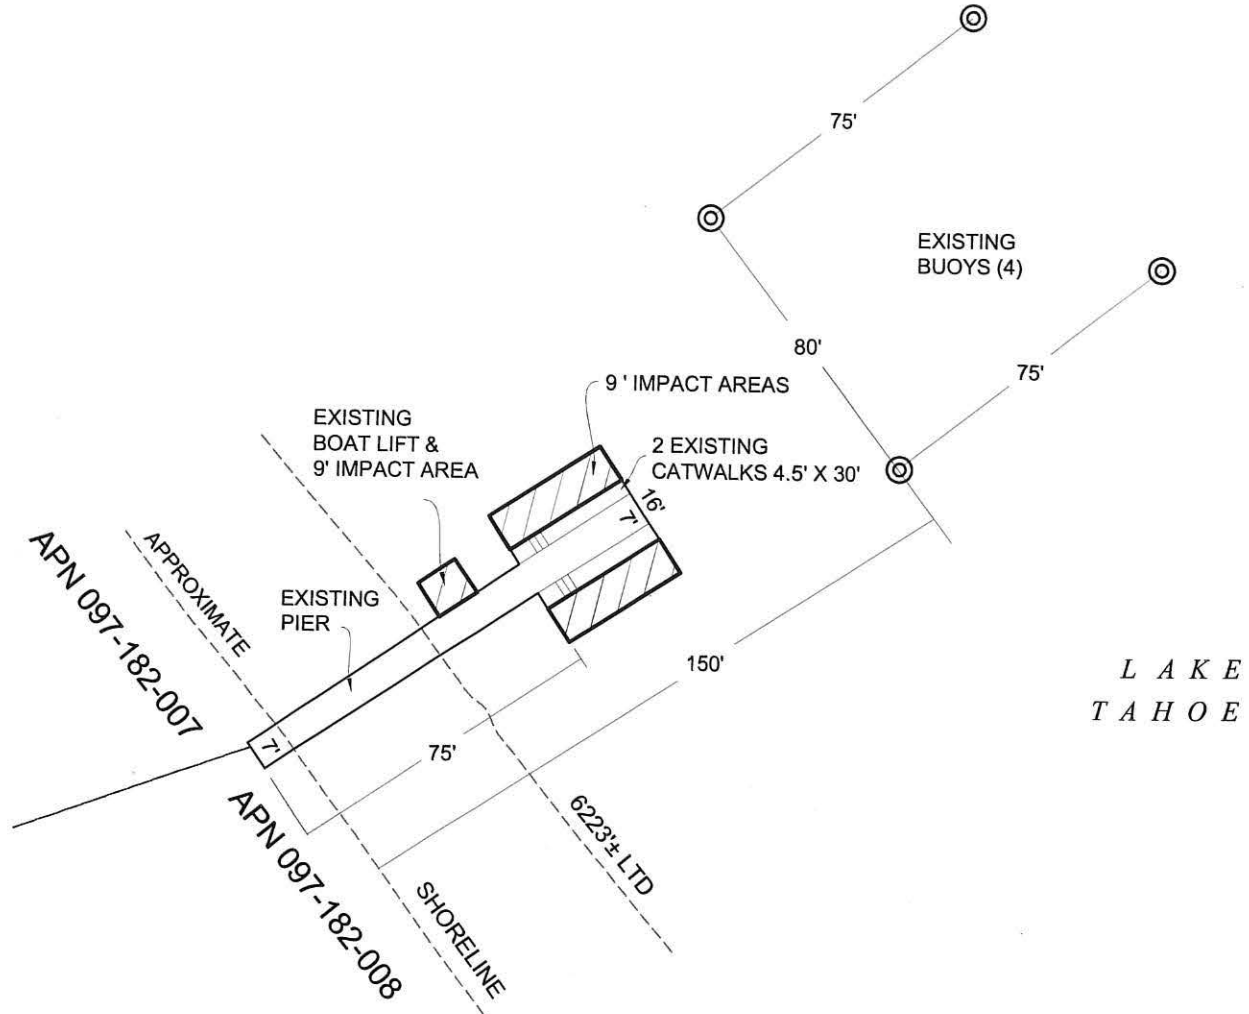 75'
EXISTING
BUOYS (4)
80'
75'
9 ' IMPACT AREAS
EXISTING
BOAT LIFT &
9' IMPACT AREA
2 EXISTING
CATWALKS 4.5' X 30'
16'
7'
APN 097-182-007
APPROXIMATE
EXISTING
PIER
150'
LAKE
TAHOE
7'
75'
APN 097-182-008
6223'± LTD
SHORELINE